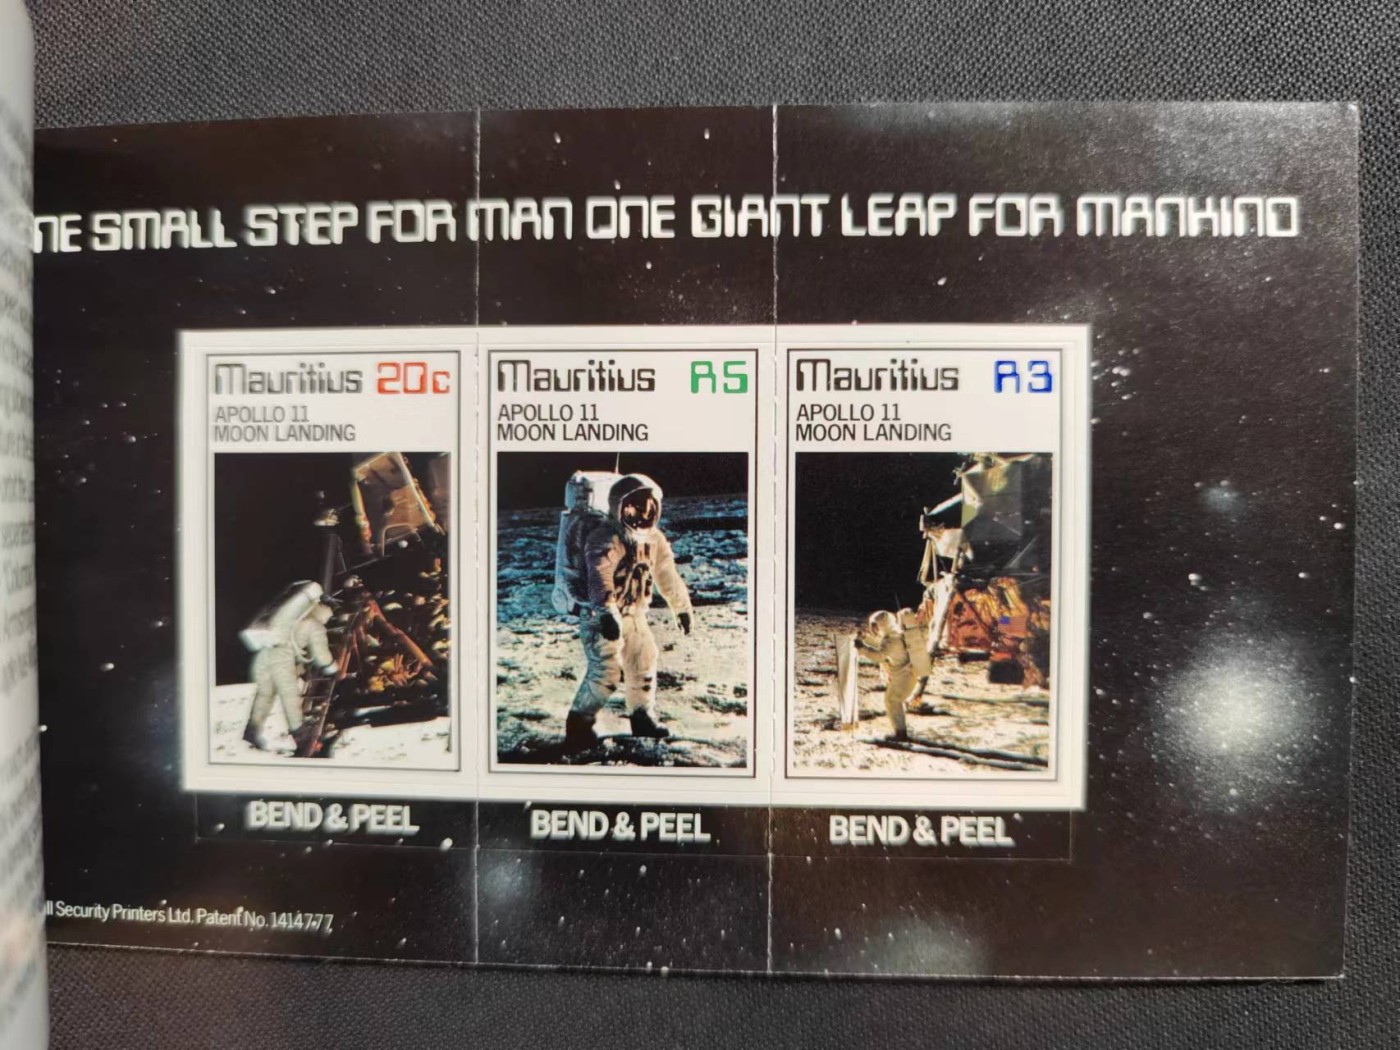 NE SMALL STEP FOR MAN ONE GIANT LEAP FOR MANKIND
Mauritius 20c
APOLLO 11
MOON LANDING
Mauritius R5
APOLLO 11
MOON LANDING
Mauritius R3
APOLLO 11
MOON LANDING
BEND & PEEL
BEND & PEEL
BEND & PEEL
ll Security Printers Ltd. Patent No. 14147-77